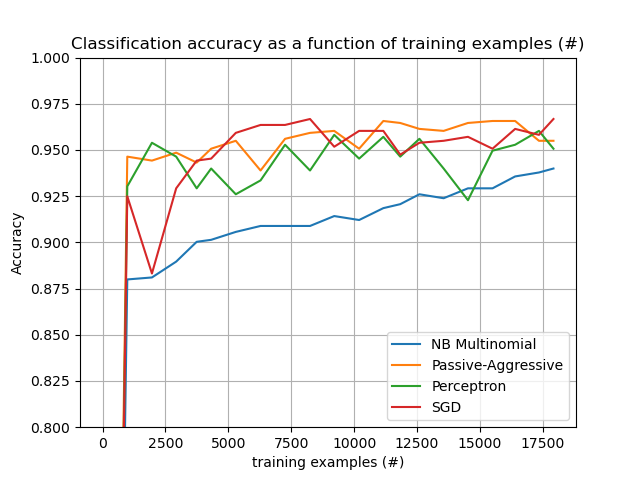 Classification accuracy as a function of training examples (#)
1.000
0.975
0.950
0.925
0.900
0.875
0.850
0.825
0.800
Accuracy
NB Multinomial
Passive-Aggressive
Perceptron
SGD
0 2500 5000 7500 10000 12500 15000 17500
training examples (#)